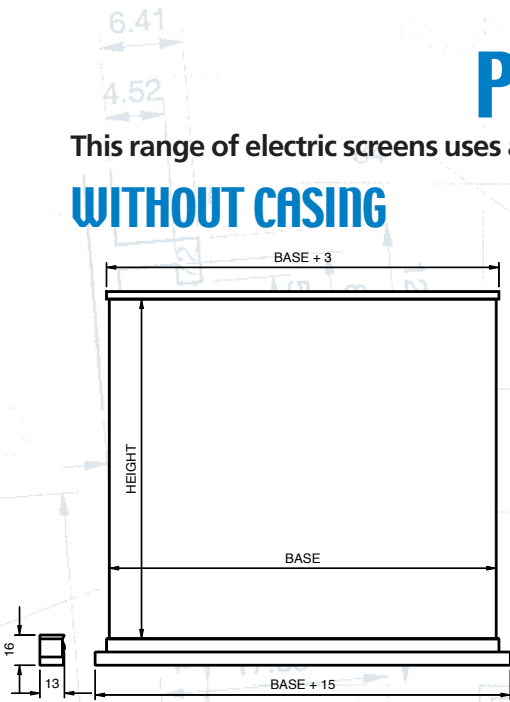 6.41
4.52
P
This range of electric screens uses a
WITHOUT CASING
BASE + 3
HEIGHT
BASE
16
13
BASE + 15